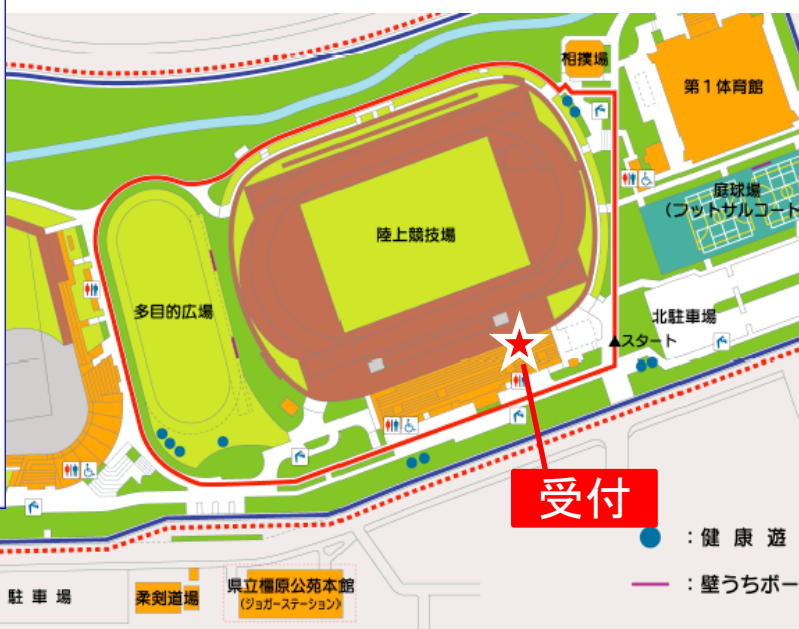 相撲場
第1体育館
庭球場
(フットサルコート
陸上競技場
多目的広場
北駐車場
▲スタート
受付
:健 康 遊
:壁うちボー
駐 車 場
柔剣道場
県立橿原公苑本館
(ジョガーステーション)